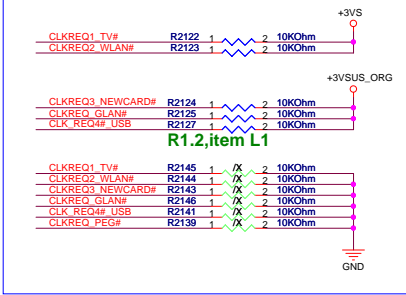 +3VS
CLKREQ1_TV# R2122 1 2 10KOhm
CLKREQ2_WLAN# R2123 1 2 10KOhm
+3VSUS_ORG
CLKREQ3_NEWCARD# R2124 1 2 10KOhm
CLKREQ_GLAN# R2125 1 2 10KOhm
CLK_REQ4#_USB R2127 1 2 10KOhm
R1.2,item L1
CLKREQ1_TV# R2145 1 /X 2 10KOhm
CLKREQ2_WLAN# R2144 1 /X 2 10KOhm
CLKREQ3_NEWCARD# R2143 1 /X 2 10KOhm
CLKREQ_GLAN# R2146 1 /X 2 10KOhm
CLK_REQ4#_USB R2141 1 /X 2 10KOhm
CLKREQ_PEG# R2139 1 /X 2 10KOhm
GND